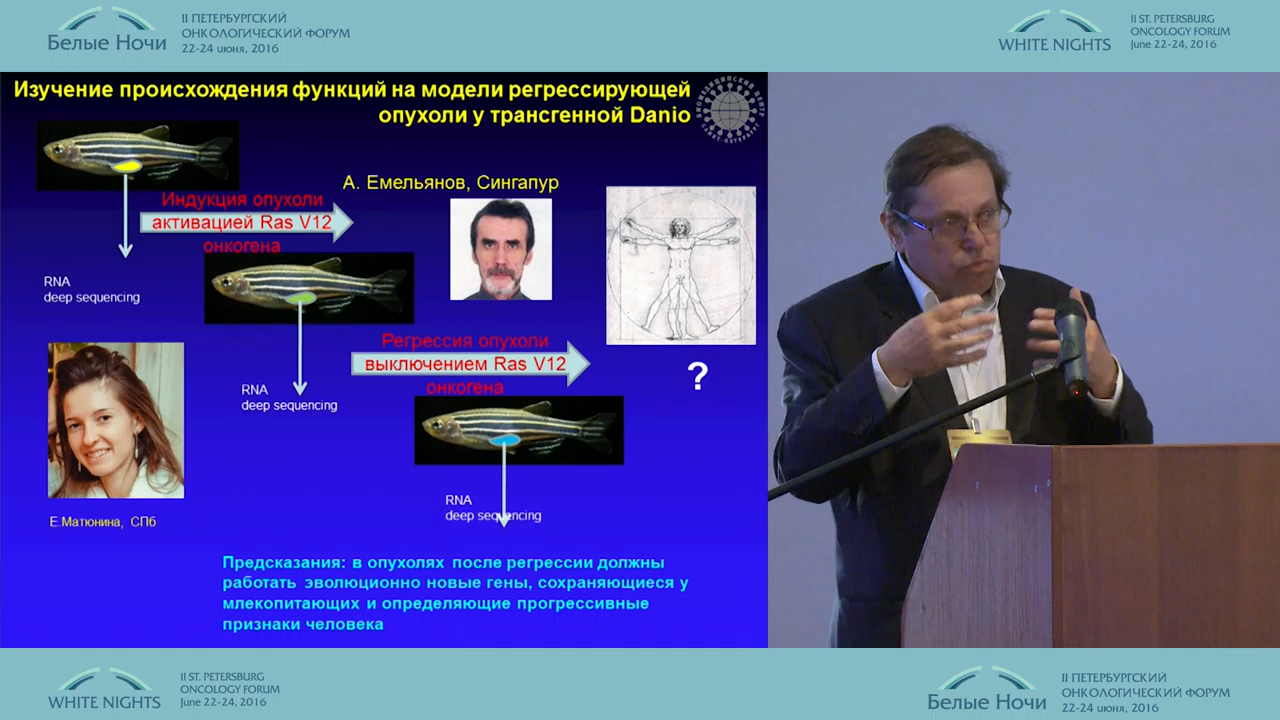 Белые Ночи
II ПЕТЕРБУРГСКИЙ
ОНКОЛОГИЧЕСКИЙ ФОРУМ
22-24 июня, 2016
WHITE NIGHTS
II ST. PETERSBURG
ONCOLOGY FORUM
June 22-24, 2016
Изучение происхождения функций на модели регрессирующей
опухоли у трансгенной Danio
БИОМЕДИЦИНСКИЙ ЦЕНТР
САНКТ-ПЕТЕРБУРГ
А. Емельянов, Сингапур
Индукция опухоли
активацией Ras V12
онкогена
RNA
deep sequencing
Регрессия опухоли
выключением Ras V12
онкогена
?
RNA
deep sequencing
RNA
deep sequencing
Е.Матюнина, СПб
Предсказания: в опухолях после регрессии должны
работать эволюционно новые гены, сохраняющиеся у
млекопитающих и определяющие прогрессивные
признаки человека
WHITE NIGHTS
II ST. PETERSBURG
ONCOLOGY FORUM
June 22-24, 2016
Белые Ночи
II ПЕТЕРБУРГСКИЙ
ОНКОЛОГИЧЕСКИЙ ФОРУМ
22-24 июня, 2016